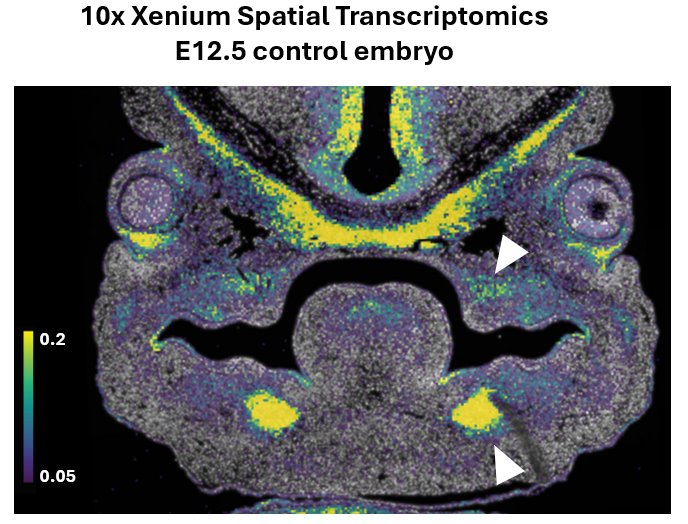 10x Xenium Spatial Transcriptomics
E12.5 control embryo
0.2
0.05